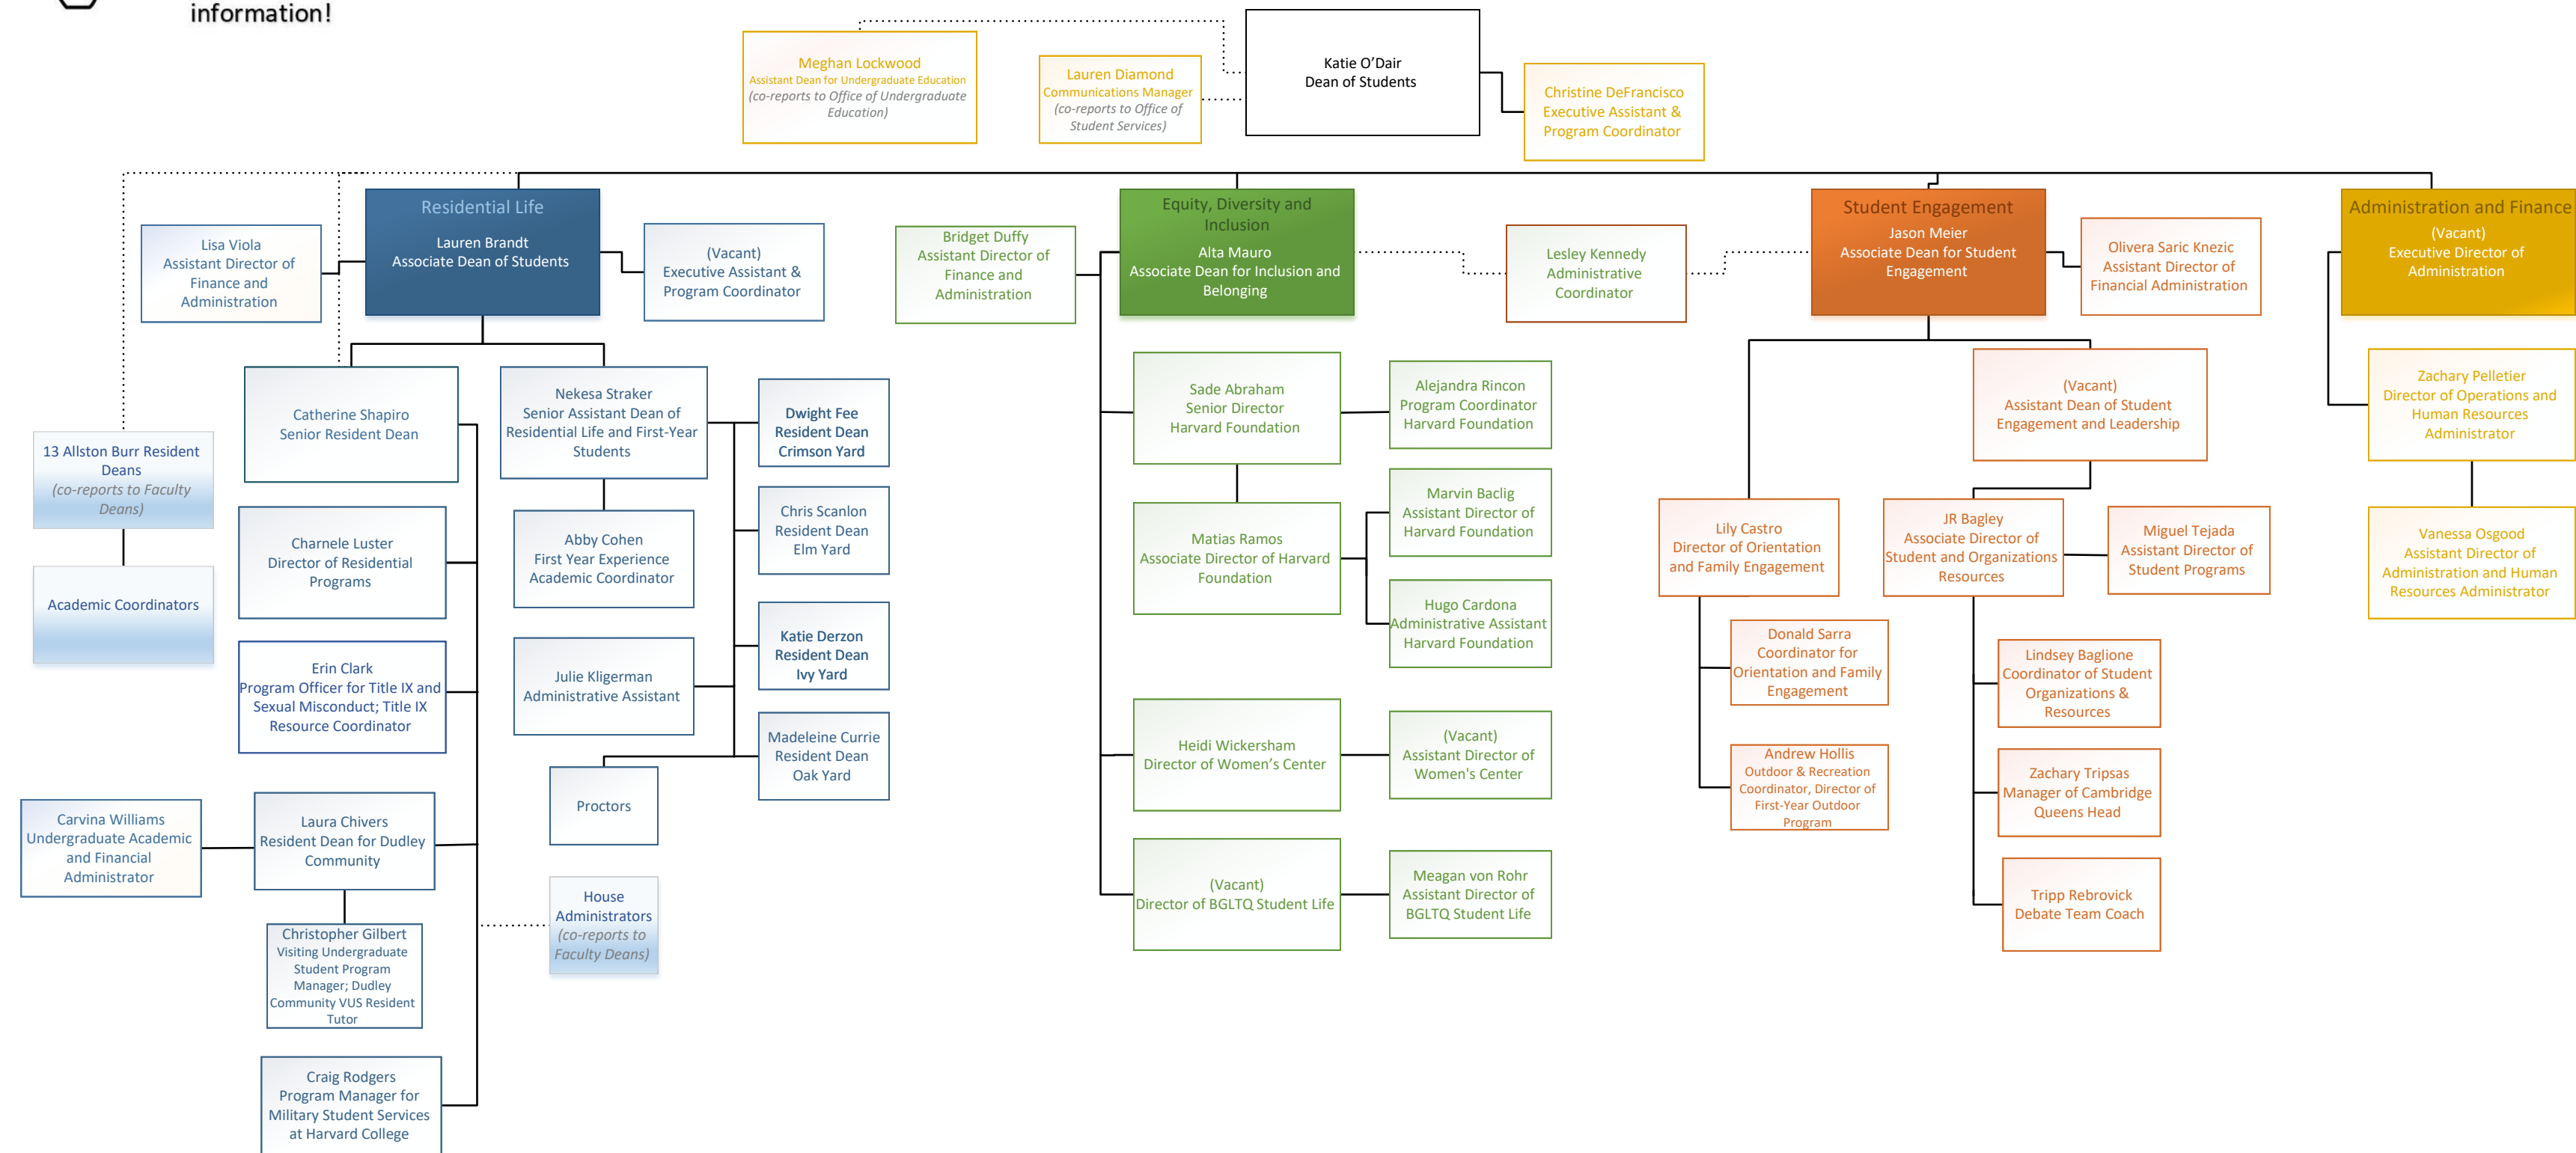 information!
Meghan Lockwood
Assistant Dean for Undergraduate Education
(co-reports to Office of Undergraduate
Education)
Lauren Diamond
Communications Manager
(co-reports to Office of
Student Services)
Katie O’Dair
Dean of Students
Christine DeFrancisco
Executive Assistant &
Program Coordinator
Lisa Viola
Assistant Director of
Finance and
Administration
Residential Life
Lauren Brandt
Associate Dean of Students
(Vacant)
Executive Assistant &
Program Coordinator
Bridget Duffy
Assistant Director of
Finance and
Administration
Equity, Diversity and
Inclusion
Alta Mauro
Associate Dean for Inclusion and
Belonging
Lesley Kennedy
Administrative
Coordinator
Student Engagement
Jason Meier
Associate Dean for Student
Engagement
Olivera Saric Knezic
Assistant Director of
Financial Administration
Administration and Finance
(Vacant)
Executive Director of
Administration
13 Allston Burr Resident
Deans
(co-reports to Faculty
Deans)
Academic Coordinators
Catherine Shapiro
Senior Resident Dean
Charnele Luster
Director of Residential
Programs
Erin Clark
Program Officer for Title IX and
Sexual Misconduct; Title IX
Resource Coordinator
Carvina Williams
Undergraduate Academic
and Financial
Administrator
Laura Chivers
Resident Dean for Dudley
Community
Christopher Gilbert
Visiting Undergraduate
Student Program
Manager; Dudley
Community VUS Resident
Tutor
Craig Rodgers
Program Manager for
Military Student Services
at Harvard College
Nekesa Straker
Senior Assistant Dean of
Residential Life and First-Year
Students
Abby Cohen
First Year Experience
Academic Coordinator
Julie Kligerman
Administrative Assistant
Proctors
House
Administrators
(co-reports to
Faculty Deans)
Dwight Fee
Resident Dean
Crimson Yard
Chris Scanlon
Resident Dean
Elm Yard
Katie Derzon
Resident Dean
Ivy Yard
Madeleine Currie
Resident Dean
Oak Yard
Sade Abraham
Senior Director
Harvard Foundation
Alejandra Rincon
Program Coordinator
Harvard Foundation
Matias Ramos
Associate Director of Harvard
Foundation
Marvin Baclig
Assistant Director of
Harvard Foundation
Hugo Cardona
Administrative Assistant
Harvard Foundation
Heidi Wickersham
Director of Women’s Center
(Vacant)
Assistant Director of
Women's Center
(Vacant)
Director of BGLTQ Student Life
Meagan von Rohr
Assistant Director of
BGLTQ Student Life
(Vacant)
Assistant Dean of Student
Engagement and Leadership
Lily Castro
Director of Orientation
and Family Engagement
Donald Sarra
Coordinator for
Orientation and Family
Engagement
Andrew Hollis
Outdoor & Recreation
Coordinator, Director of
First-Year Outdoor
Program
JR Bagley
Associate Director of
Student and Organizations
Resources
Miguel Tejada
Assistant Director of
Student Programs
Lindsey Baglione
Coordinator of Student
Organizations &
Resources
Zachary Tripsas
Manager of Cambridge
Queens Head
Tripp Rebrovick
Debate Team Coach
Zachary Pelletier
Director of Operations and
Human Resources
Administrator
Vanessa Osgood
Assistant Director of
Administration and Human
Resources Administrator